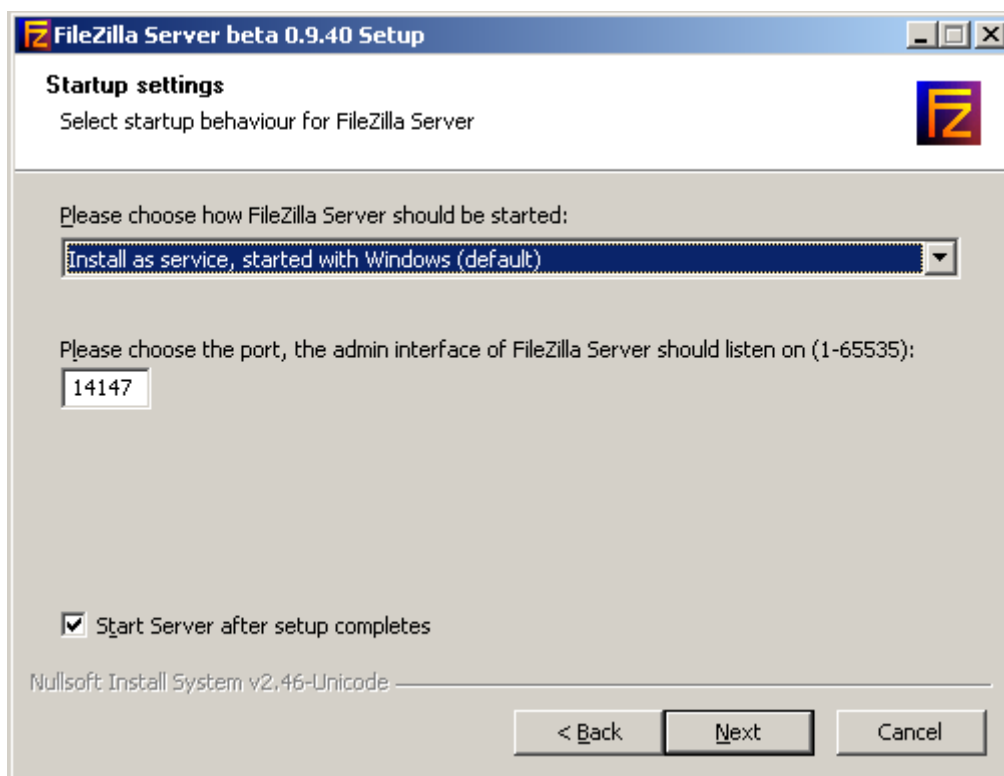 FileZilla Server beta 0.9.40 Setup
Startup settings
Select startup behaviour for FileZilla Server
Please choose how FileZilla Server should be started:
Install as service, started with Windows (default)
Please choose the port, the admin interface of FileZilla Server should listen on (1-65535):
14147
Start Server after setup completes
Nullsoft Install System v2.46-Unicode
< Back Next Cancel